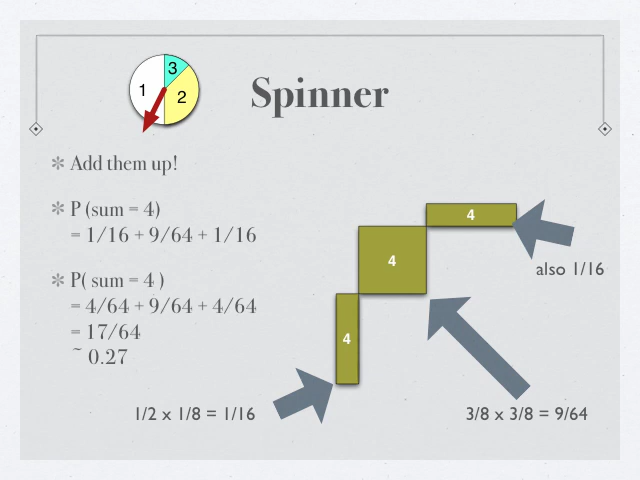 3
1
2
Spinner
✻ Add them up!
✻ P (sum = 4)
= 1/16 + 9/64 + 1/16
✻ P( sum = 4 )
= 4/64 + 9/64 + 4/64
= 17/64
~ 0.27
4
4
4
also 1/16
1/2 x 1/8 = 1/16
3/8 x 3/8 = 9/64